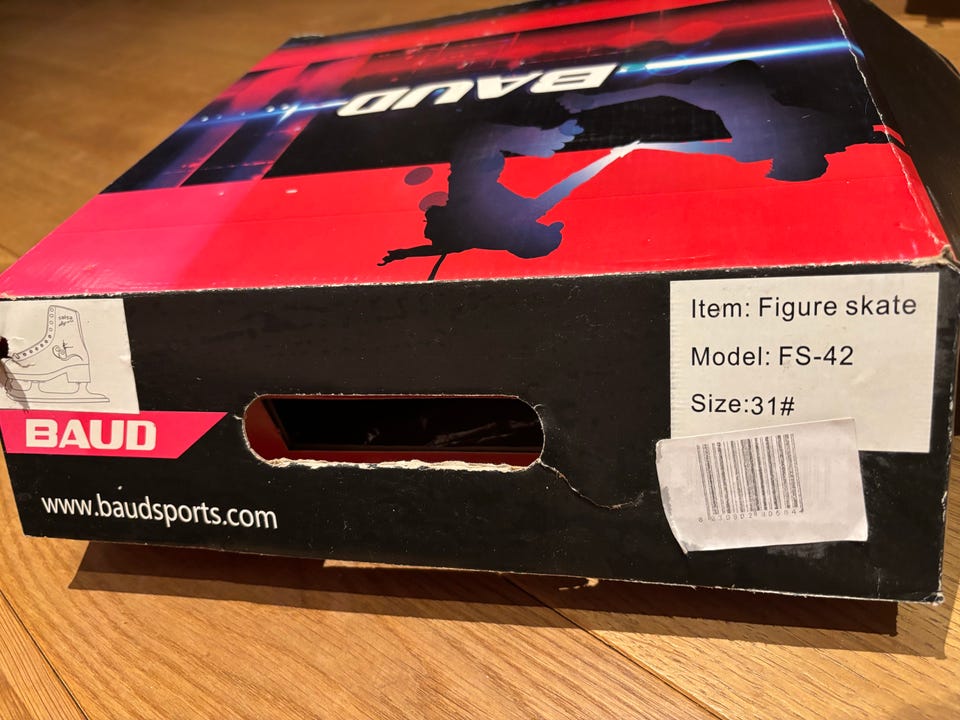 BAUD
Item: Figure skate
Model: FS-42
Size:31#
BAUD
www.baudsports.com